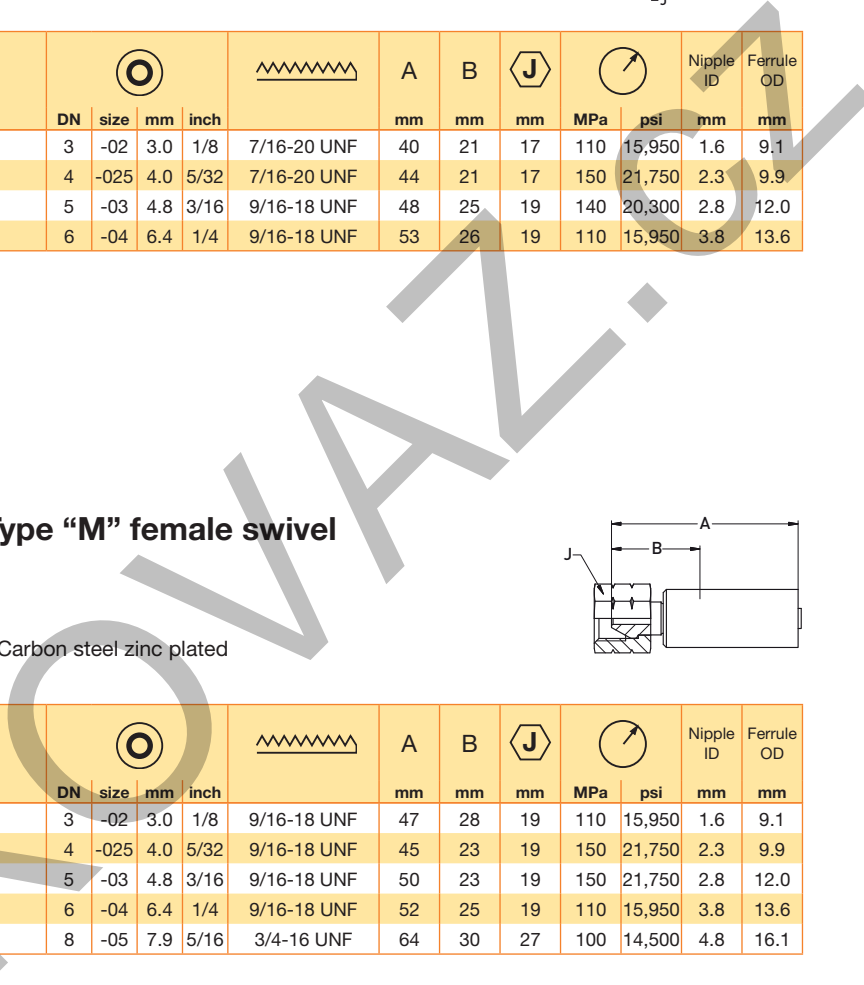 J
A B J Nipple Ferrule
ID OD
DN size mm inch mm mm mm MPa psi mm mm
3 -02 3.0 1/8 7/16-20 UNF 40 21 17 110 15,950 1.6 9.1
4 -025 4.0 5/32 7/16-20 UNF 44 21 17 150 21,750 2.3 9.9
5 -03 4.8 3/16 9/16-18 UNF 48 25 19 140 20,300 2.8 12.0
6 -04 6.4 1/4 9/16-18 UNF 53 26 19 110 15,950 3.8 13.6
Type “M” female swivel
A
B
J
Carbon steel zinc plated
A B J Nipple Ferrule
ID OD
DN size mm inch mm mm mm MPa psi mm mm
3 -02 3.0 1/8 9/16-18 UNF 47 28 19 110 15,950 1.6 9.1
4 -025 4.0 5/32 9/16-18 UNF 45 23 19 150 21,750 2.3 9.9
5 -03 4.8 3/16 9/16-18 UNF 50 23 19 150 21,750 2.8 12.0
6 -04 6.4 1/4 9/16-18 UNF 52 25 19 110 15,950 3.8 13.6
8 -05 7.9 5/16 3/4-16 UNF 64 30 27 100 14,500 4.8 16.1
OVAZ.cz